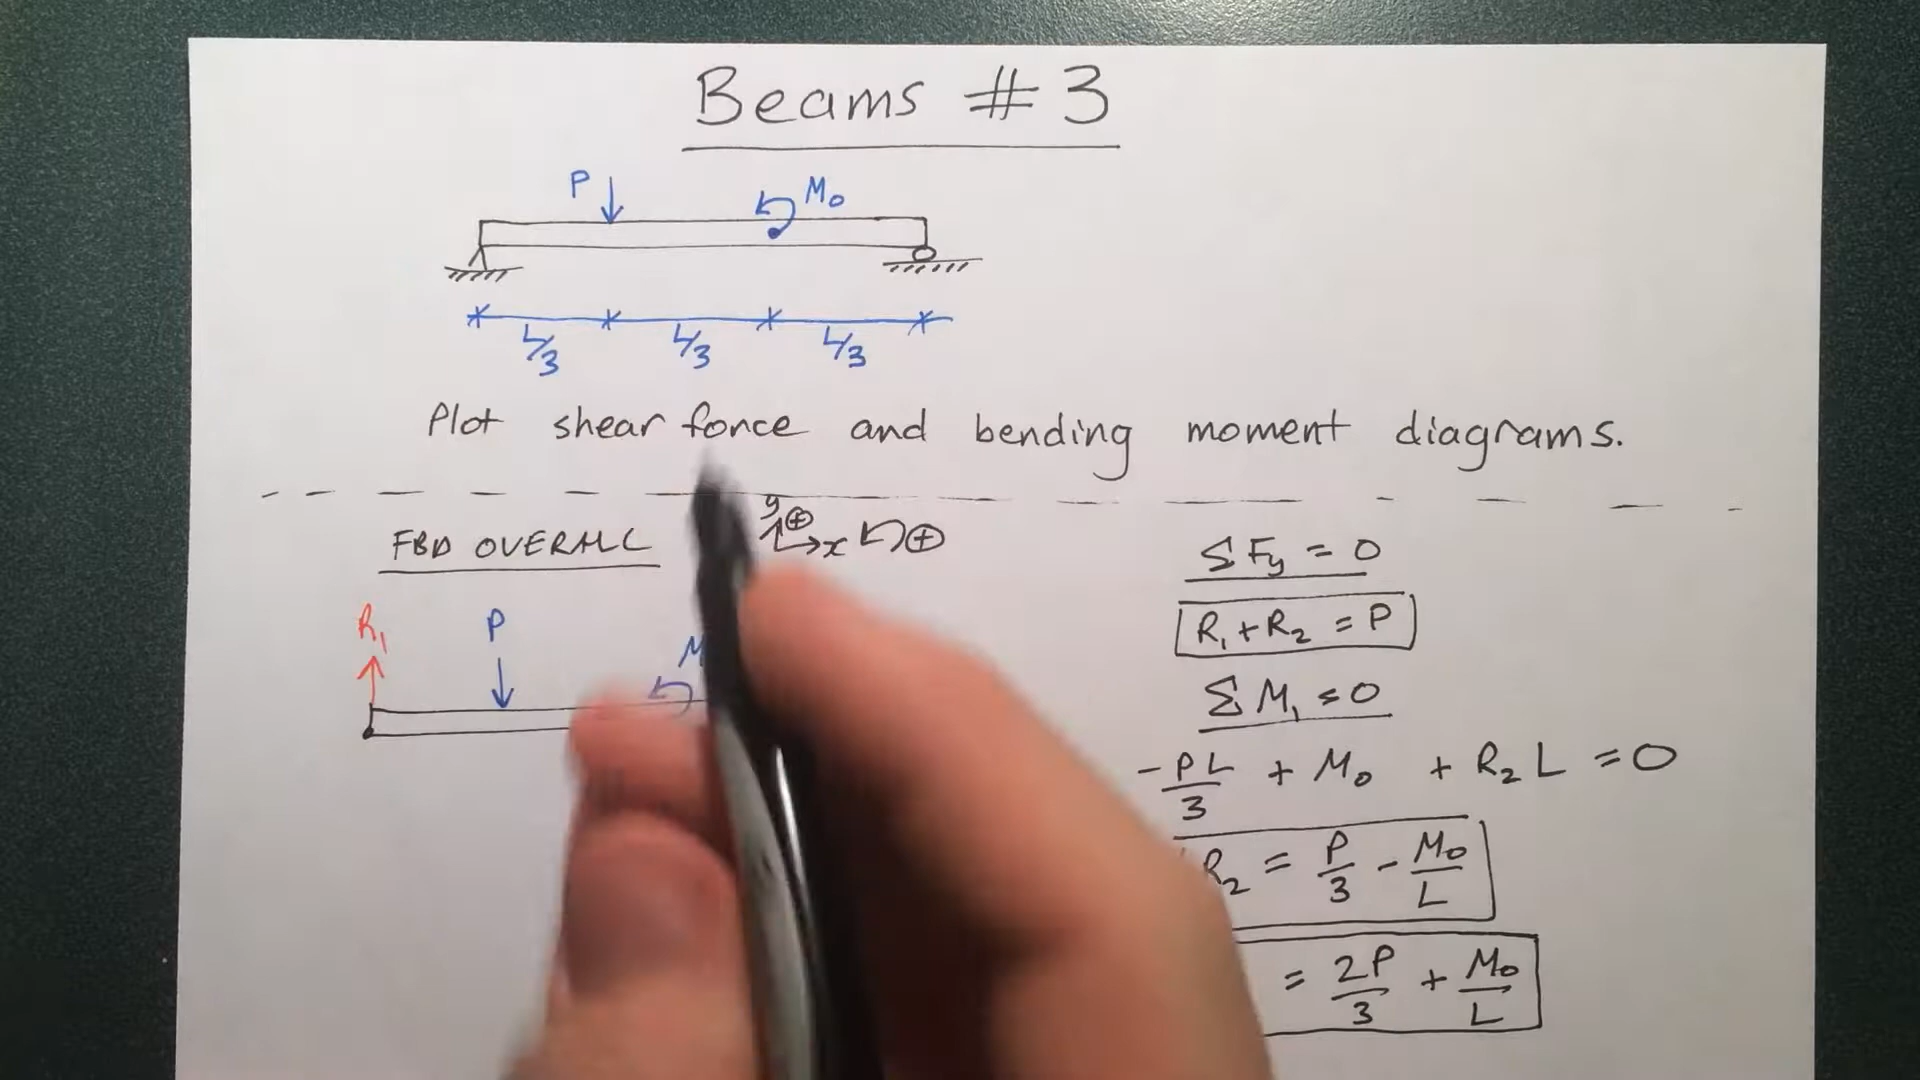 Beams #3
P M₀
L/3 L/3 L/3
Plot shear force and bending moment diagrams.
FBD OVERALL
y ⊕ x ⊕
R₁ P M
ΣFy = 0
R₁ + R₂ = P
ΣM₁ = 0
-PL/3 + M₀ + R₂L = 0
R₂ = P/3 - M₀/L
= 2P/3 + M₀/L